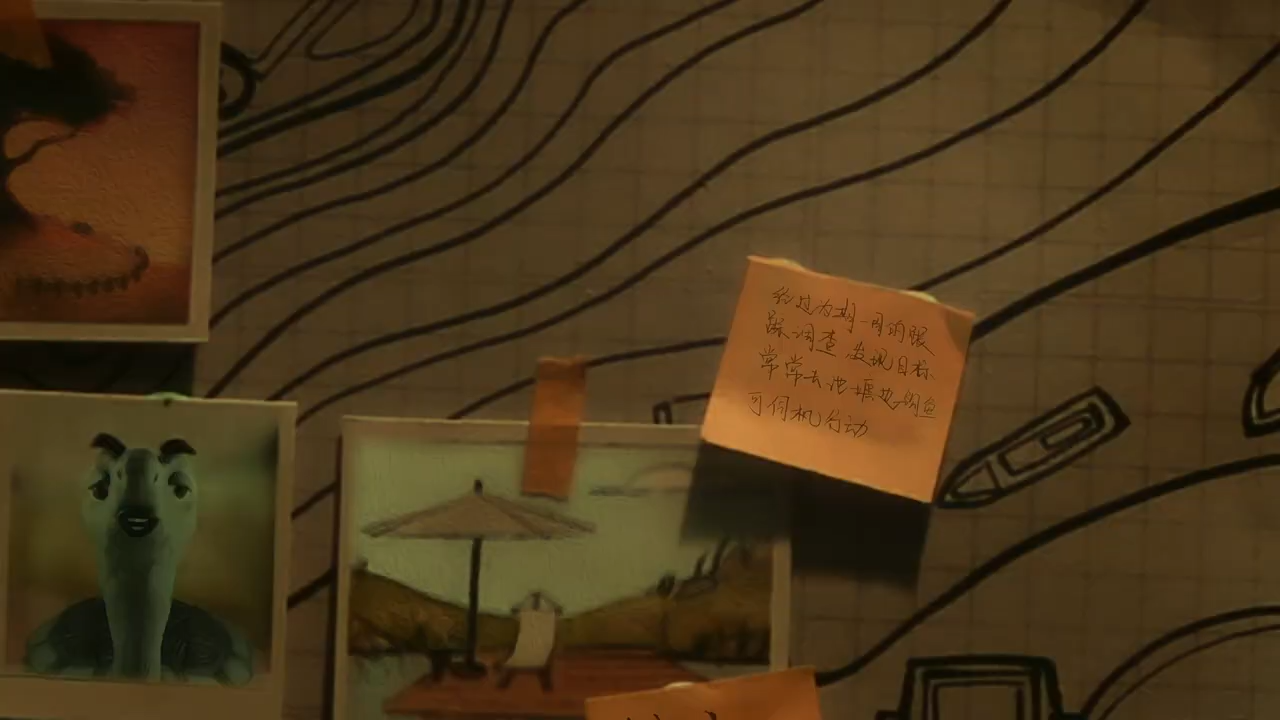 经过为期一月的跟
踪调查 发现目标
常常去池塘边钓鱼
可伺机行动